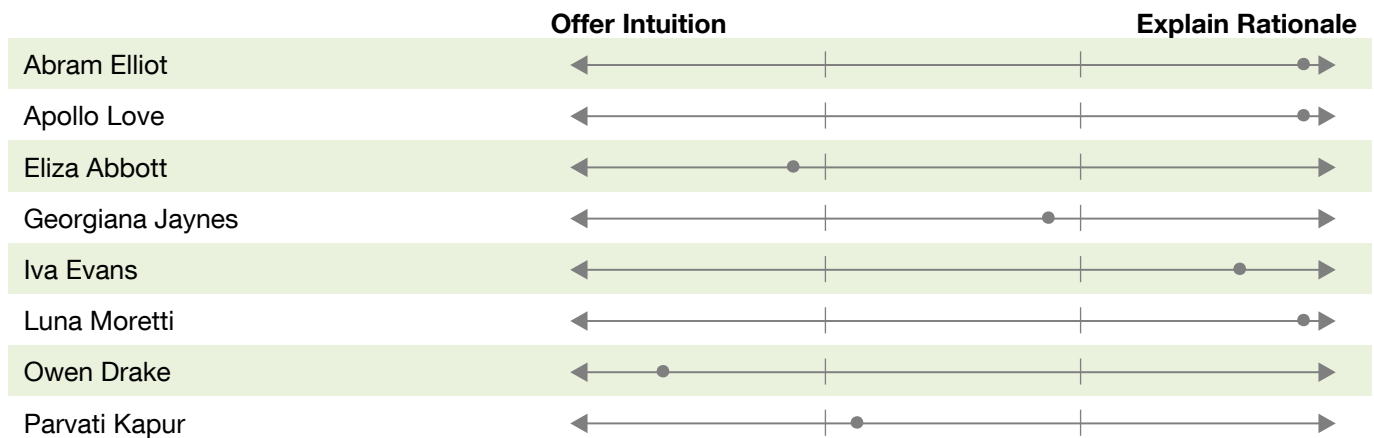 Offer Intuition Explain Rationale
Abram Elliot
Apollo Love
Eliza Abbott
Georgiana Jaynes
Iva Evans
Luna Moretti
Owen Drake
Parvati Kapur